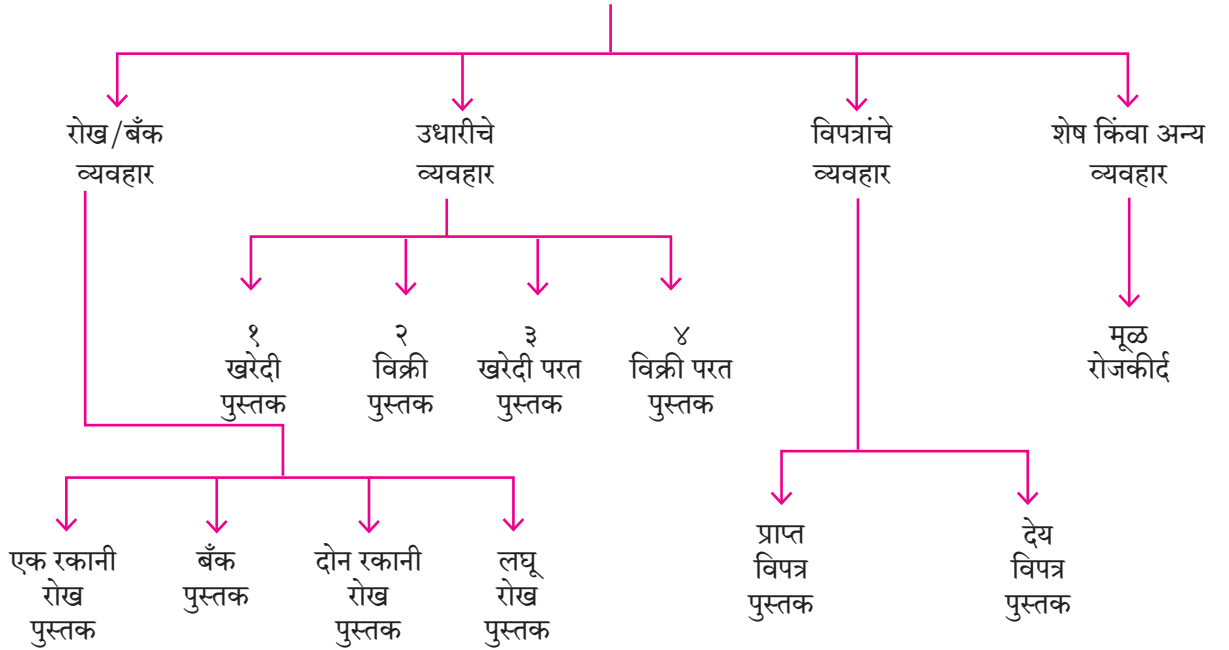 रोख/बँक
व्यवहार
उधारीचे
व्यवहार
विपत्रांचे
व्यवहार
शेष किंवा अन्य
व्यवहार
१
खरेदी
पुस्तक
२
विक्री
पुस्तक
३
खरेदी परत
पुस्तक
४
विक्री परत
पुस्तक
मूळ
रोजकीर्द
एक रकानी
रोख
पुस्तक
बँक
पुस्तक
दोन रकानी
रोख
पुस्तक
लघू
रोख
पुस्तक
प्राप्त
विपत्र
पुस्तक
देय
विपत्र
पुस्तक